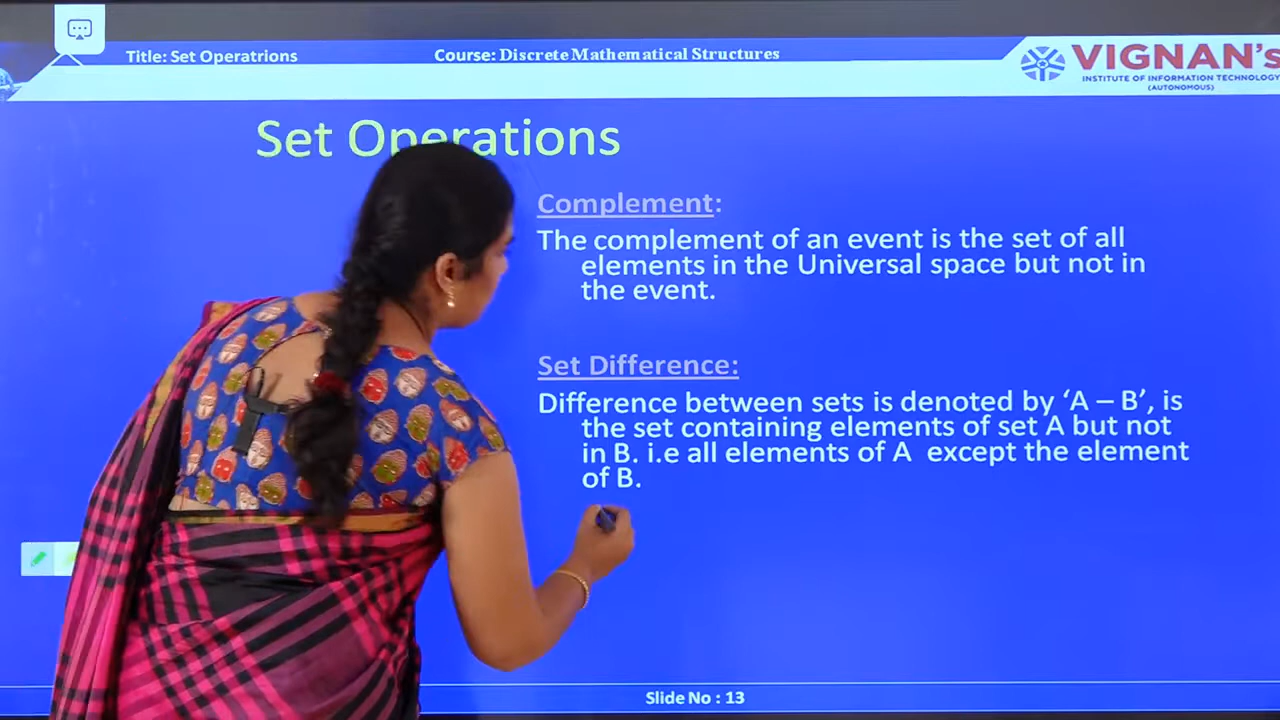 Title: Set Operatrions
Course: Discrete Mathematical Structures
VIGNAN's
INSTITUTE OF INFORMATION TECHNOLOGY
(AUTONOMOUS)
Set Operations
Complement:
The complement of an event is the set of all
elements in the Universal space but not in
the event.
Set Difference:
Difference between sets is denoted by ‘A – B’, is
the set containing elements of set A but not
in B. i.e all elements of A except the element
of B.
Slide No : 13